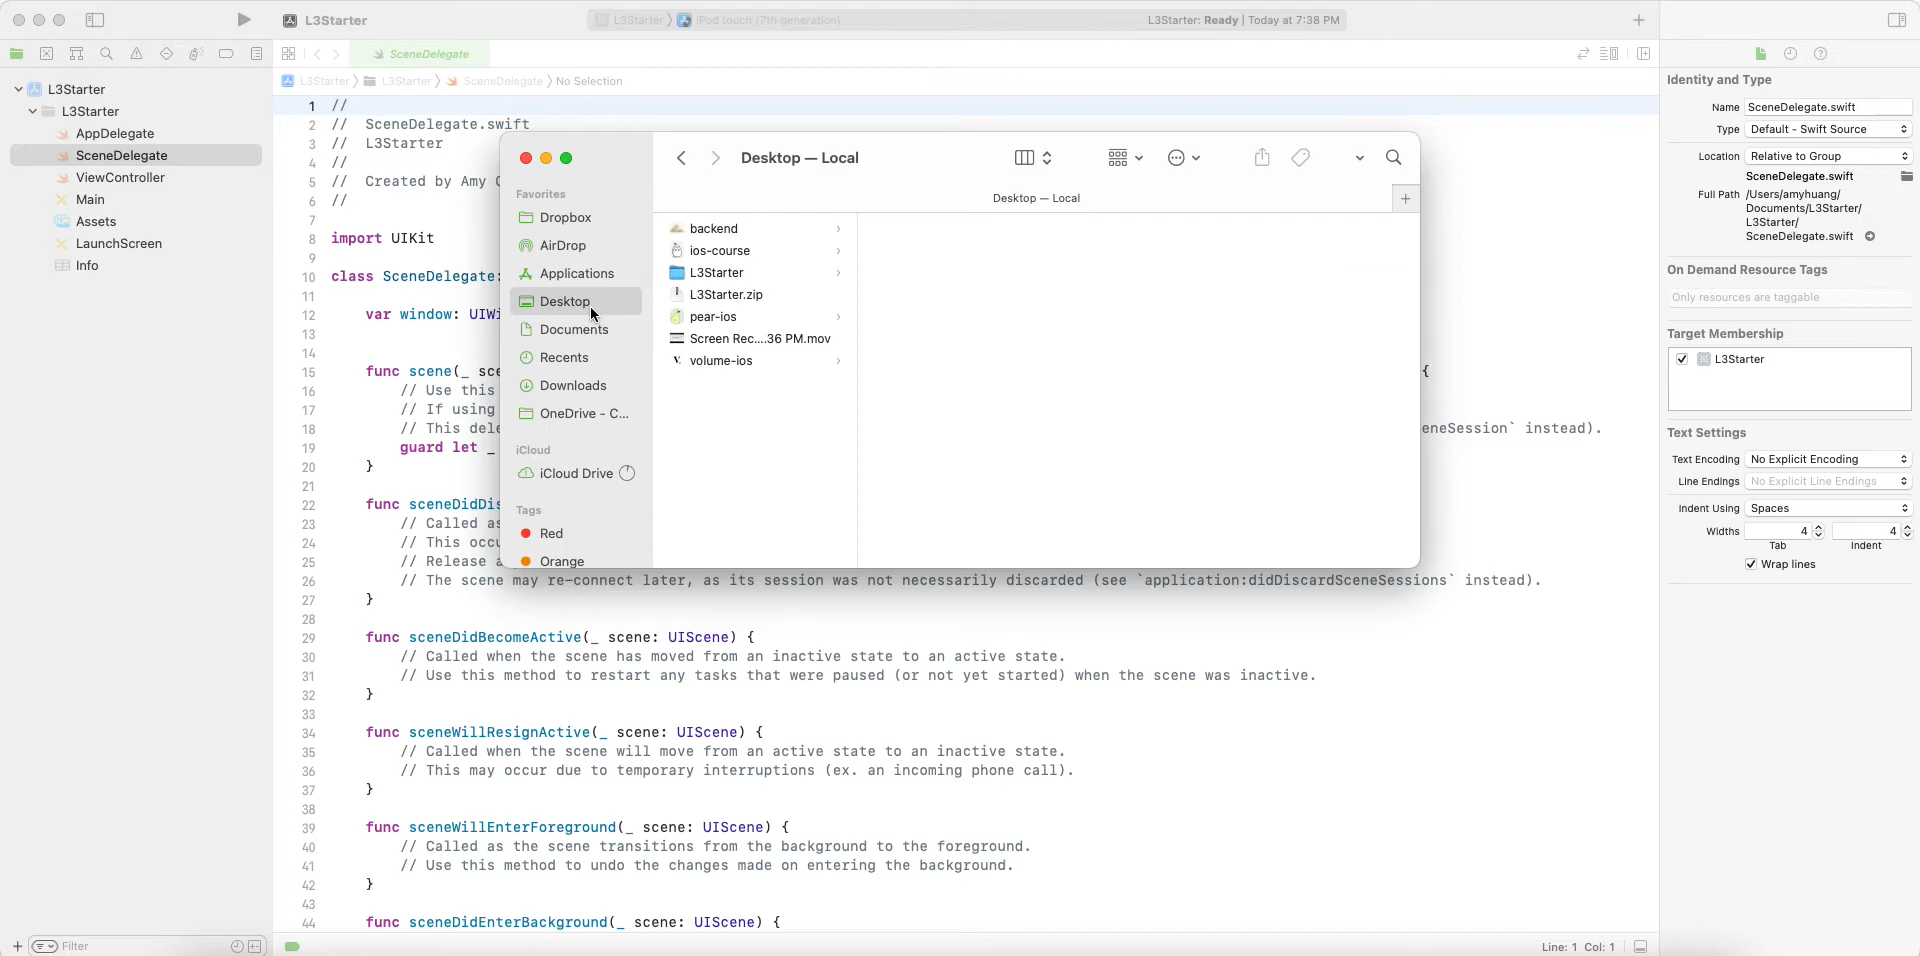 L3Starter
L3Starter 〉 iPod touch (7th generation)
L3Starter: Ready | Today at 7:38 PM
SceneDelegate
L3Starter 〉 L3Starter 〉 SceneDelegate 〉 No Selection
L3Starter
L3Starter
AppDelegate
SceneDelegate
ViewController
Main
Assets
LaunchScreen
Info
Filter
1 //
2 // SceneDelegate.swift
3 // L3Starter
4 //
5 // Created by Amy
6 //
7
8 import UIKit
9
10 class SceneDelegate:
11
12 var window: UIWi
13
14
15 func scene(_ sce {
16 // Use this
17 // If using
18 // This dele eneSession` instead).
19 guard let _
20 }
21
22 func sceneDidDis
23 // Called as
24 // This occu
25 // Release a
26 // The scene may re-connect later, as its session was not necessarily discarded (see `application:didDiscardSceneSessions` instead).
27 }
28
29 func sceneDidBecomeActive(_ scene: UIScene) {
30 // Called when the scene has moved from an inactive state to an active state.
31 // Use this method to restart any tasks that were paused (or not yet started) when the scene was inactive.
32 }
33
34 func sceneWillResignActive(_ scene: UIScene) {
35 // Called when the scene will move from an active state to an inactive state.
36 // This may occur due to temporary interruptions (ex. an incoming phone call).
37 }
38
39 func sceneWillEnterForeground(_ scene: UIScene) {
40 // Called as the scene transitions from the background to the foreground.
41 // Use this method to undo the changes made on entering the background.
42 }
43
44 func sceneDidEnterBackground(_ scene: UIScene) {
Line: 1 Col: 1
Desktop — Local
Desktop — Local
Favorites
Dropbox
AirDrop
Applications
Desktop
Documents
Recents
Downloads
OneDrive - C...
iCloud
iCloud Drive
Tags
Red
Orange
backend
ios-course
L3Starter
L3Starter.zip
pear-ios
Screen Rec....36 PM.mov
volume-ios
Identity and Type
Name SceneDelegate.swift
Type Default - Swift Source
Location Relative to Group
SceneDelegate.swift
Full Path /Users/amyhuang/
Documents/L3Starter/
L3Starter/
SceneDelegate.swift
On Demand Resource Tags
Only resources are taggable
Target Membership
L3Starter
Text Settings
Text Encoding No Explicit Encoding
Line Endings No Explicit Line Endings
Indent Using Spaces
Widths 4 4
Tab Indent
Wrap lines